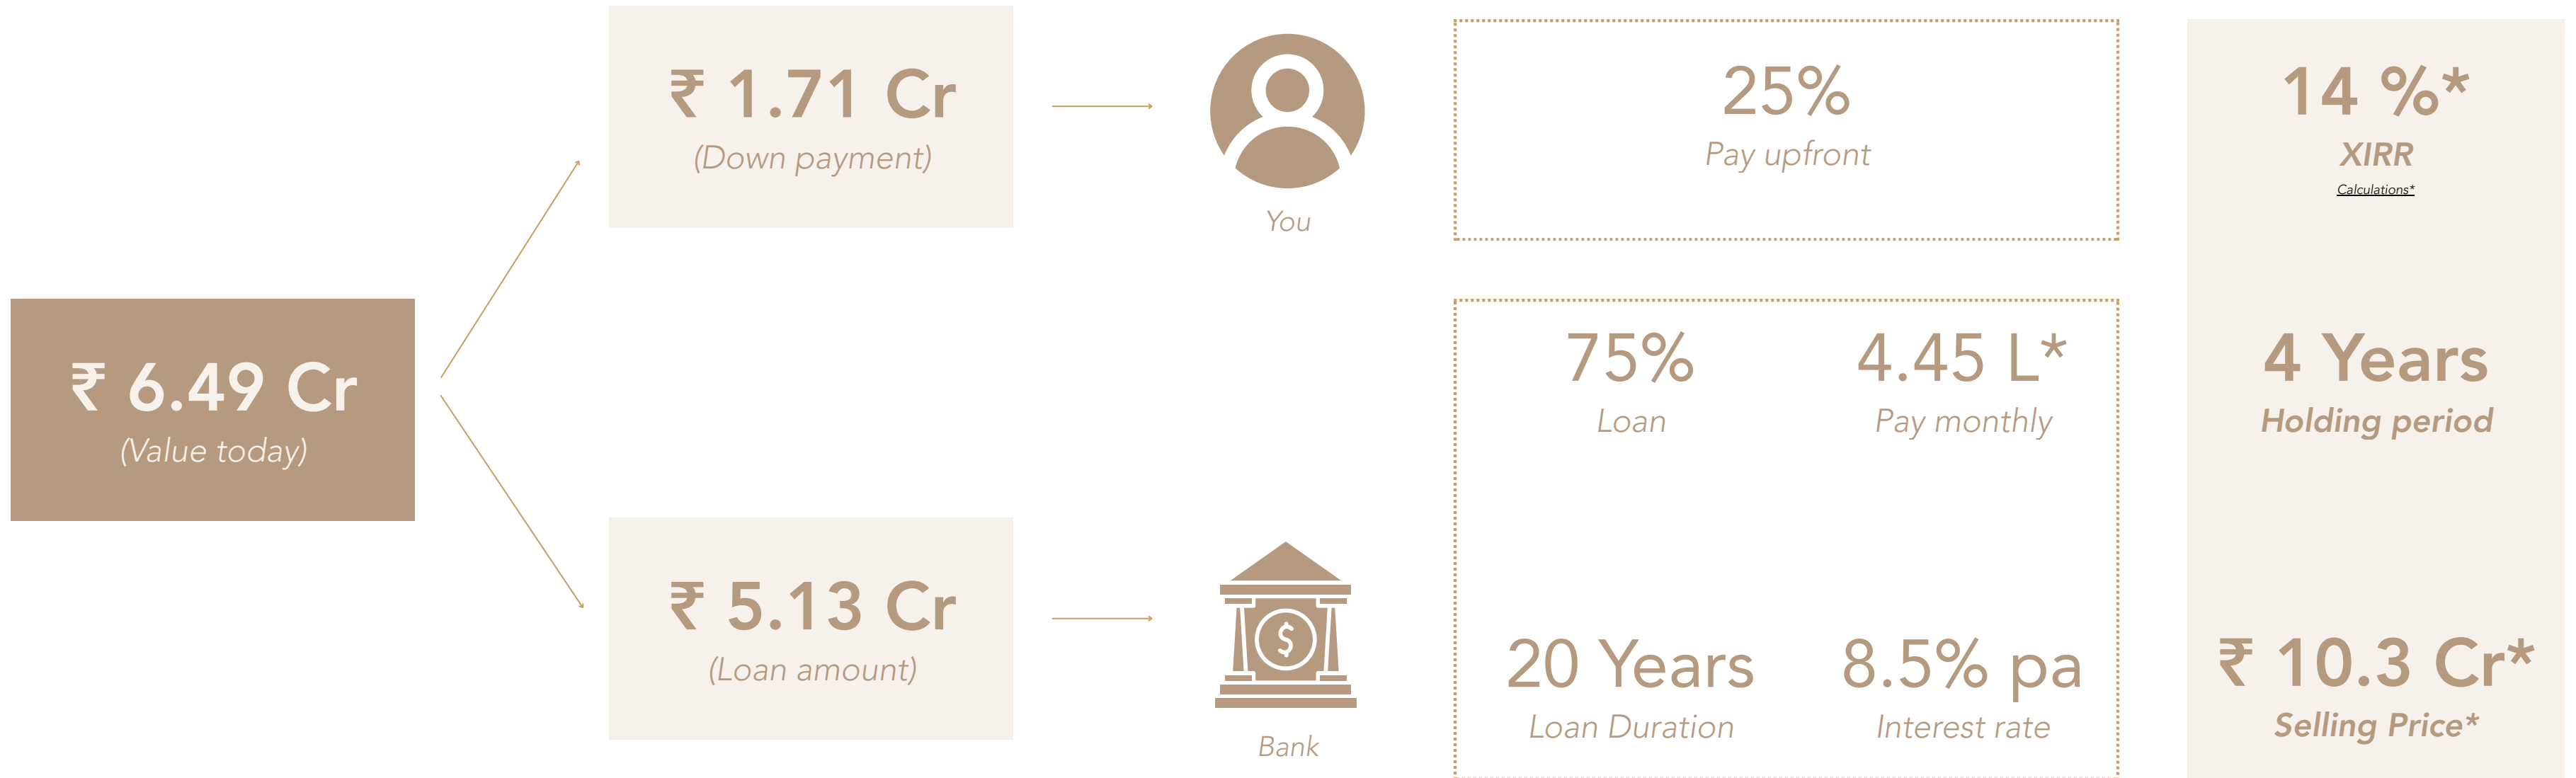 ₹ 1.71 Cr
(Down payment)
You
25%
Pay upfront
14 %*
XIRR
Calculations*
₹ 6.49 Cr
(Value today)
75%
Loan
4.45 L*
Pay monthly
4 Years
Holding period
₹ 5.13 Cr
(Loan amount)
$
Bank
20 Years
Loan Duration
8.5% pa
Interest rate
₹ 10.3 Cr*
Selling Price*